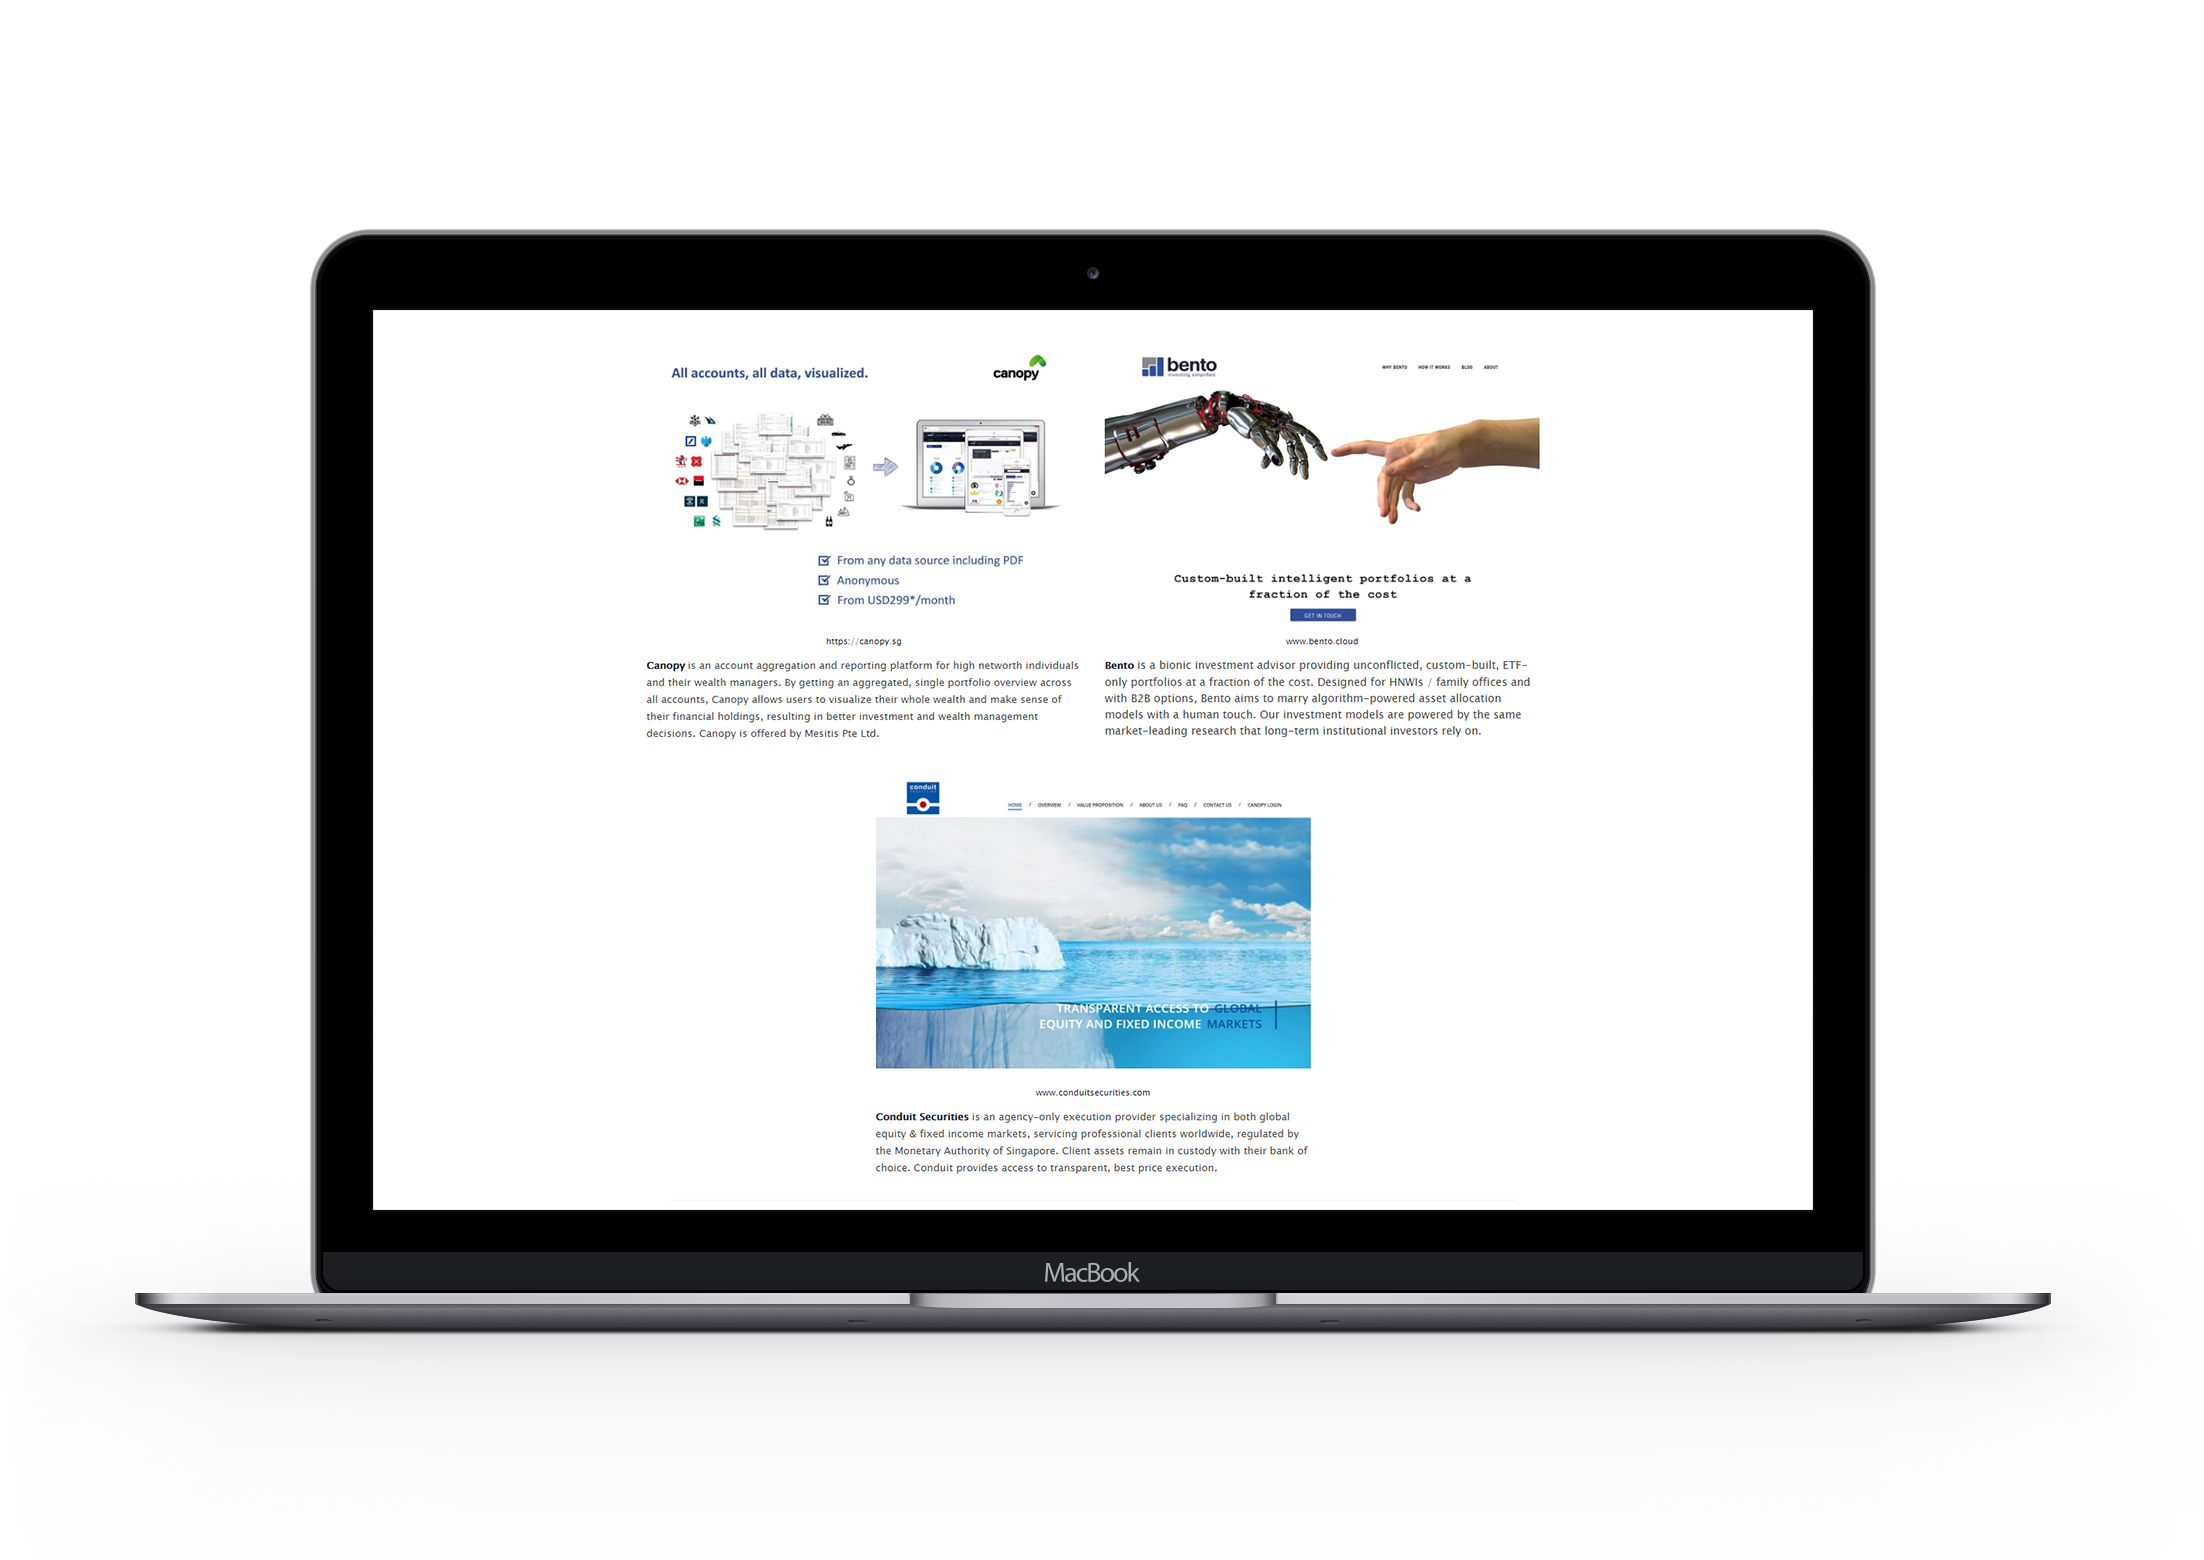 All accounts, all data, visualized.
canopy
From any data source including PDF
Anonymous
From USD299*/month
https://canopy.sg
Canopy is an account aggregation and reporting platform for high networth individuals
and their wealth managers. By getting an aggregated, single portfolio overview across
all accounts, Canopy allows users to visualize their whole wealth and make sense of
their financial holdings, resulting in better investment and wealth management
decisions. Canopy is offered by Mesitis Pte Ltd.
bento
investing simplified
WHY BENTO HOW IT WORKS BLOG ABOUT
Custom-built intelligent portfolios at a
fraction of the cost
GET IN TOUCH
www.bento.cloud
Bento is a bionic investment advisor providing unconflicted, custom-built, ETF-
only portfolios at a fraction of the cost. Designed for HNWIs / family offices and
with B2B options, Bento aims to marry algorithm-powered asset allocation
models with a human touch. Our investment models are powered by the same
market-leading research that long-term institutional investors rely on.
conduit
SECURITIES
HOME / OVERVIEW / VALUE PROPOSITION / ABOUT US / FAQ / CONTACT US / CANOPY LOGIN
TRANSPARENT ACCESS TO GLOBAL
EQUITY AND FIXED INCOME MARKETS
www.conduitsecurities.com
Conduit Securities is an agency-only execution provider specializing in both global
equity & fixed income markets, servicing professional clients worldwide, regulated by
the Monetary Authority of Singapore. Client assets remain in custody with their bank of
choice. Conduit provides access to transparent, best price execution.
MacBook